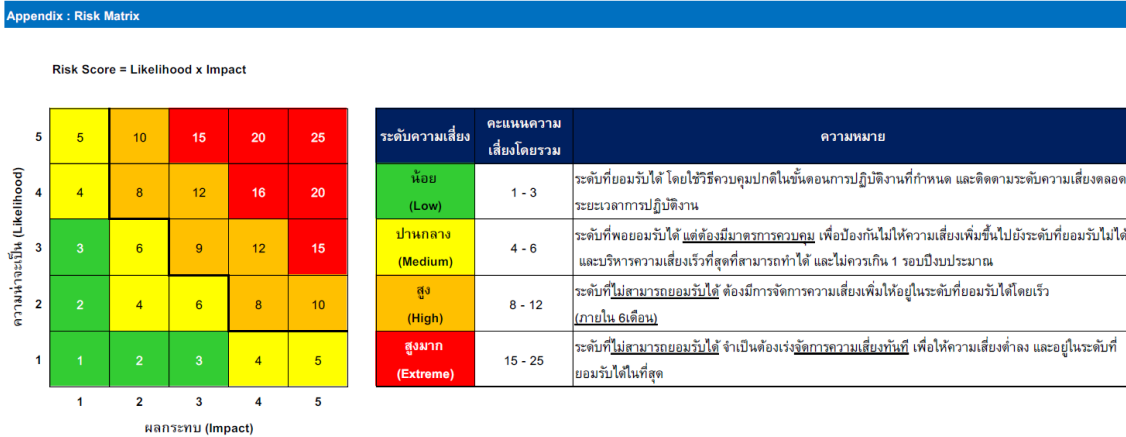 Appendix : Risk Matrix
Risk Score = Likelihood x Impact
ความน่าจะเป็น (Likelihood)
5 5 10 15 20 25
4 4 8 12 16 20
3 3 6 9 12 15
2 2 4 6 8 10
1 1 2 3 4 5
1 2 3 4 5
ผลกระทบ (Impact)
ระดับความเสี่ยง คะแนนความ ความหมาย
เสี่ยงโดยรวม
น้อย
(Low)
1 - 3
ระดับที่ยอมรับได้ โดยใช้วิธีควบคุมปกติในขั้นตอนการปฏิบัติงานที่กำหนด และติดตามระดับความเสี่ยงตลอด
ระยะเวลาการปฏิบัติงาน
ปานกลาง
(Medium)
4 - 6
ระดับที่พอยอมรับได้ แต่ต้องมีมาตรการควบคุม เพื่อป้องกันไม่ให้ความเสี่ยงเพิ่มขึ้นไปยังระดับที่ยอมรับไม่ได้
และบริหารความเสี่ยงเร็วที่สุดที่สามารถทำได้ และไม่ควรเกิน 1 รอบปีงบประมาณ
สูง
(High)
8 - 12
ระดับที่ไม่สามารถยอมรับได้ ต้องมีการจัดการความเสี่ยงเพิ่มให้อยู่ในระดับที่ยอมรับได้โดยเร็ว
(ภายใน 6เดือน)
สูงมาก
(Extreme)
15 - 25
ระดับที่ไม่สามารถยอมรับได้ จำเป็นต้องเร่งจัดการความเสี่ยงทันที เพื่อให้ความเสี่ยงต่ำลง และอยู่ในระดับที่
ยอมรับได้ในที่สุด